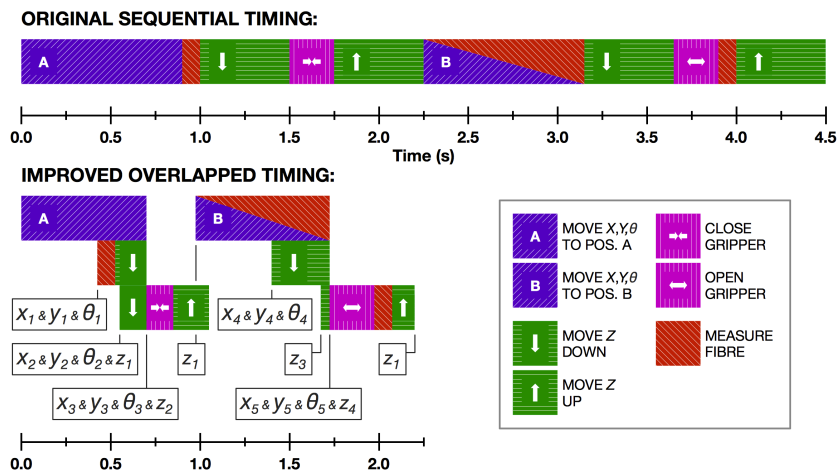 ORIGINAL SEQUENTIAL TIMING:
A
B
0.0 0.5 1.0 1.5 2.0 2.5 3.0 3.5 4.0 4.5
Time (s)
IMPROVED OVERLAPPED TIMING:
A
B
x1 & y1 & θ1
x4 & y4 & θ4
x2 & y2 & θ2 & z1
z1
z3
z1
x3 & y3 & θ3 & z2
x5 & y5 & θ5 & z4
0.0 0.5 1.0 1.5 2.0
A
MOVE X,Y,θ
TO POS. A
CLOSE
GRIPPER
B
MOVE X,Y,θ
TO POS. B
OPEN
GRIPPER
MOVE Z
DOWN
MEASURE
FIBRE
MOVE Z
UP